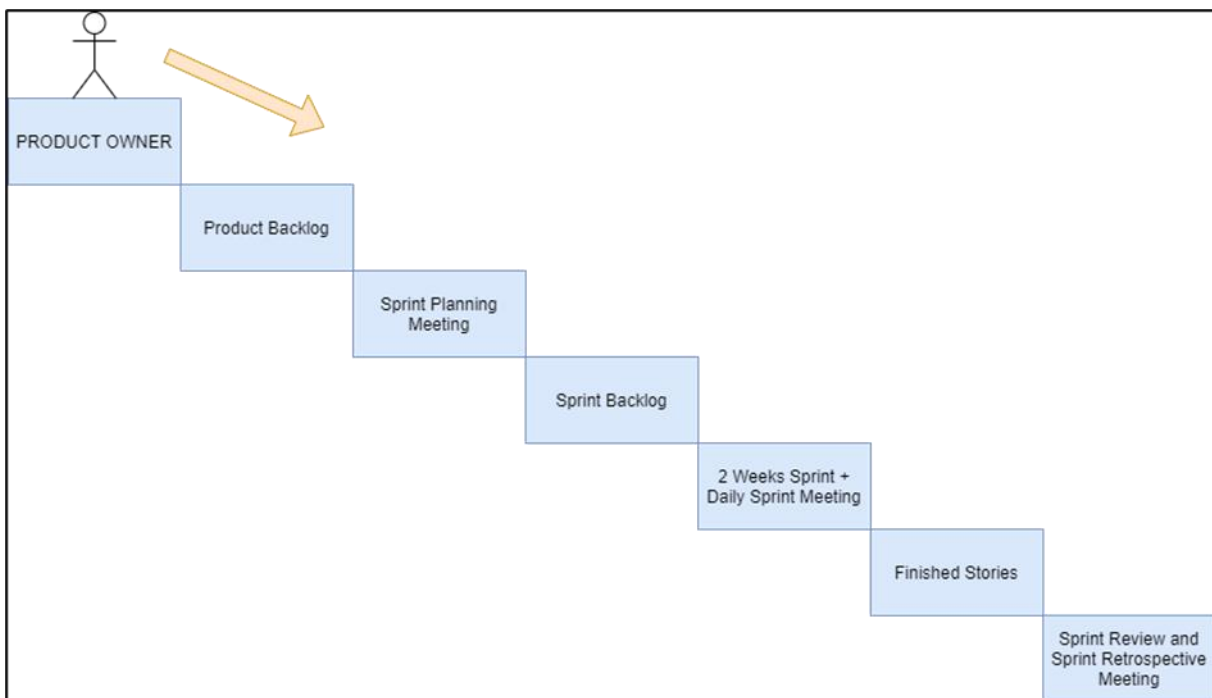 PRODUCT OWNER
Product Backlog
Sprint Planning
Meeting
Sprint Backlog
2 Weeks Sprint +
Daily Sprint Meeting
Finished Stories
Sprint Review and
Sprint Retrospective
Meeting